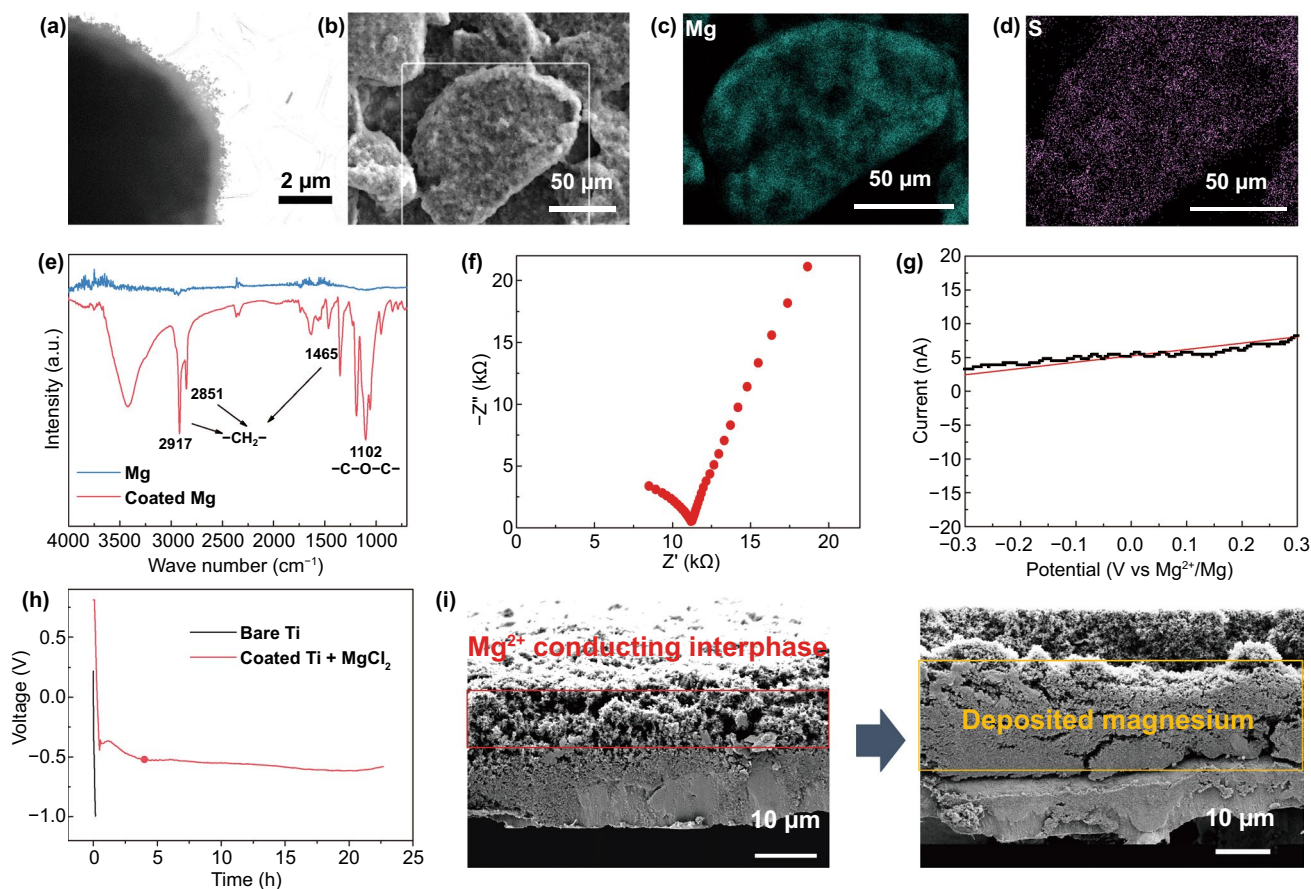 (a)
2 μm
(b)
50 μm
(c)
Mg
50 μm
(d)
S
50 μm
(e)
Intensity (a.u.)
2917
2851
−CH₂−
1465
1102
−C−O−C−
Mg
Coated Mg
4000 3500 3000 2500 2000 1500 1000
Wave number (cm⁻¹)
(f)
−Z″ (kΩ)
20
15
10
5
0
0 5 10 15 20
Z' (kΩ)
(g)
Current (nA)
20
15
10
5
0
−5
−10
−15
−20
−0.3 −0.2 −0.1 0.0 0.1 0.2 0.3
Potential (V vs Mg²⁺/Mg)
(h)
Voltage (V)
0.5
0.0
−0.5
−1.0
Bare Ti
Coated Ti + MgCl₂
0 5 10 15 20 25
Time (h)
(i)
Mg²⁺ conducting interphase
10 μm
Deposited magnesium
10 μm